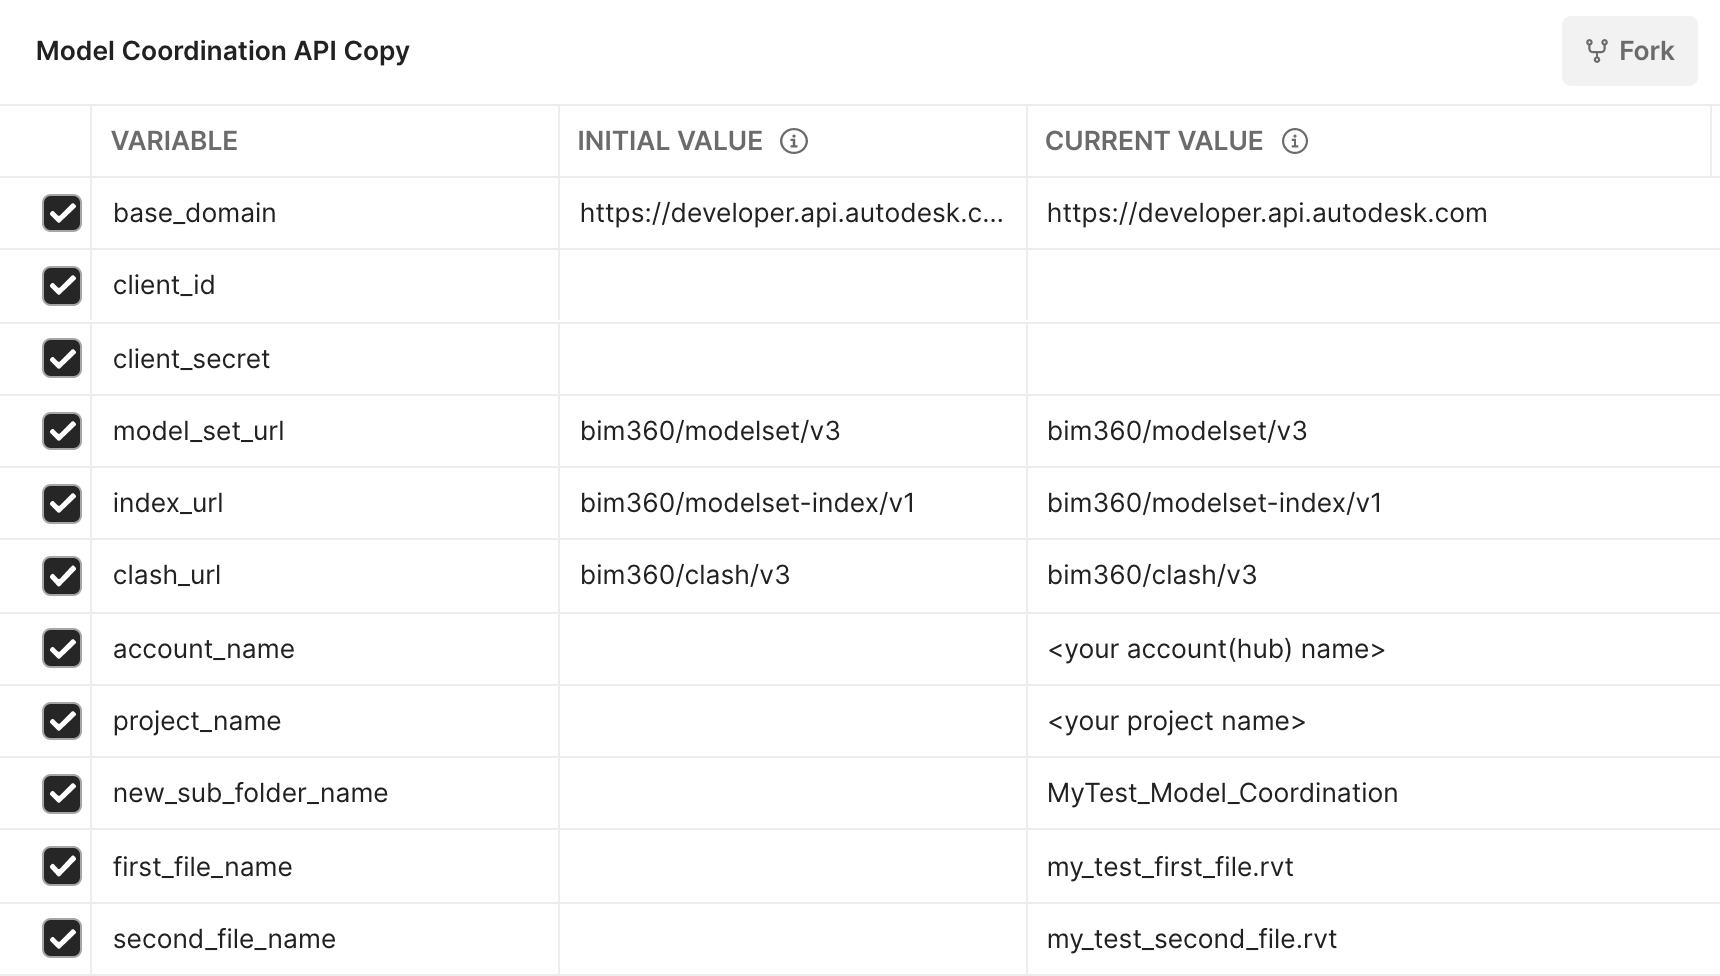 Model Coordination API Copy
Fork
VARIABLE INITIAL VALUE CURRENT VALUE
base_domain https://developer.api.autodesk.c... https://developer.api.autodesk.com
client_id
client_secret
model_set_url bim360/modelset/v3 bim360/modelset/v3
index_url bim360/modelset-index/v1 bim360/modelset-index/v1
clash_url bim360/clash/v3 bim360/clash/v3
account_name <your account(hub) name>
project_name <your project name>
new_sub_folder_name MyTest_Model_Coordination
first_file_name my_test_first_file.rvt
second_file_name my_test_second_file.rvt